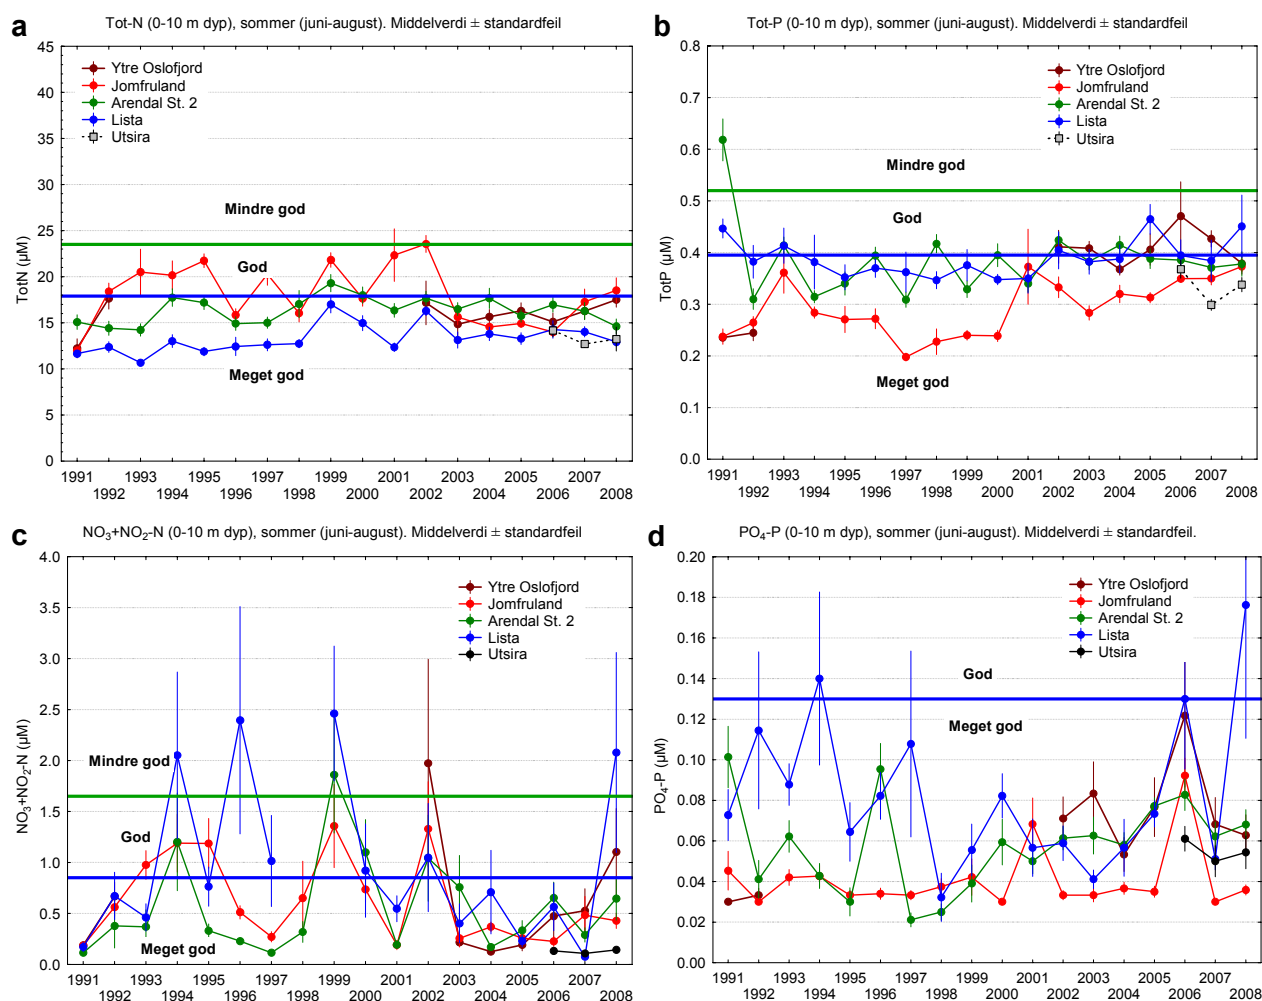 a
Tot-N (0-10 m dyp), sommer (juni-august). Middelverdi ± standardfeil
TotN (µM)
45
40
35
30
25
20
15
10
5
0
Ytre Oslofjord
Jomfruland
Arendal St. 2
Lista
Utsira
Mindre god
God
Meget god
1991 1993 1995 1997 1999 2001 2003 2005 2007
1992 1994 1996 1998 2000 2002 2004 2006 2008
b
Tot-P (0-10 m dyp), sommer (juni-august). Middelverdi ± standardfeil
TotP (µM)
0.8
0.7
0.6
0.5
0.4
0.3
0.2
0.1
0.0
Ytre Oslofjord
Jomfruland
Arendal St. 2
Lista
Utsira
Mindre god
God
Meget god
1991 1993 1995 1997 1999 2001 2003 2005 2007
1992 1994 1996 1998 2000 2002 2004 2006 2008
c
NO₃+NO₂-N (0-10 m dyp), sommer (juni-august). Middelverdi ± standardfeil
NO₃+NO₂-N (µM)
4.0
3.5
3.0
2.5
2.0
1.5
1.0
0.5
0.0
Ytre Oslofjord
Jomfruland
Arendal St. 2
Lista
Utsira
Mindre god
God
Meget god
1991 1993 1995 1997 1999 2001 2003 2005 2007
1992 1994 1996 1998 2000 2002 2004 2006 2008
d
PO₄-P (0-10 m dyp), sommer (juni-august). Middelverdi ± standardfeil.
PO₄-P (µM)
0.20
0.18
0.16
0.14
0.12
0.10
0.08
0.06
0.04
0.02
0.00
Ytre Oslofjord
Jomfruland
Arendal St. 2
Lista
Utsira
God
Meget god
1991 1993 1995 1997 1999 2001 2003 2005 2007
1992 1994 1996 1998 2000 2002 2004 2006 2008